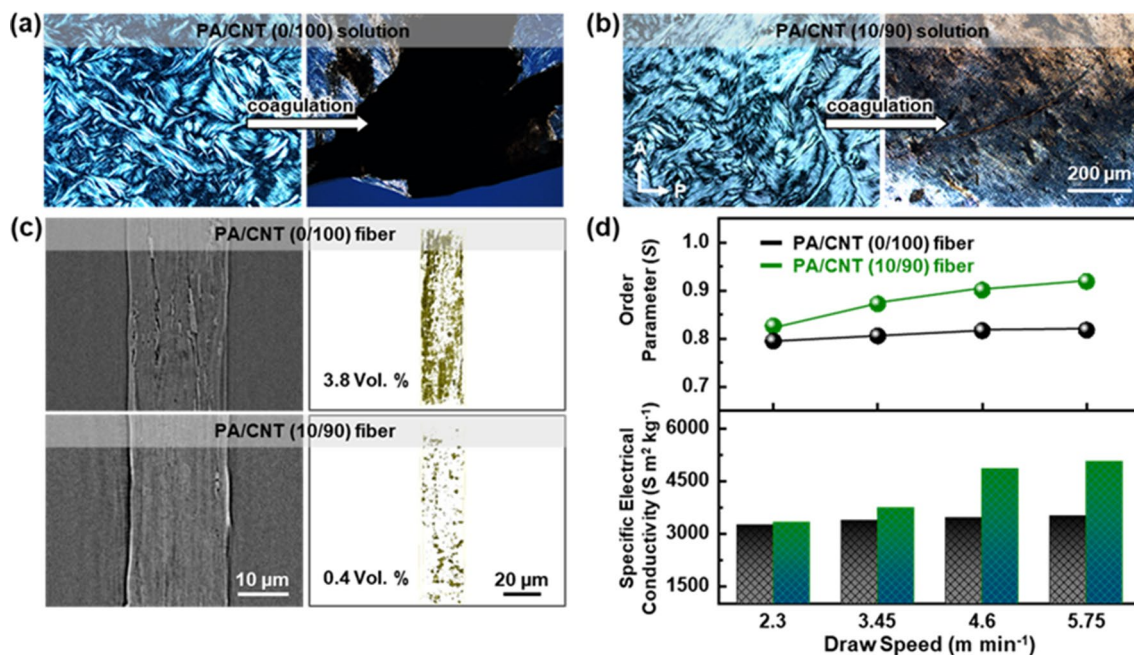 (a)
PA/CNT (0/100) solution
coagulation
(b)
PA/CNT (10/90) solution
coagulation
A
P
200 µm
(c)
PA/CNT (0/100) fiber
3.8 Vol. %
PA/CNT (10/90) fiber
10 µm
0.4 Vol. %
20 µm
(d)
Order
Parameter (S)
1.0
0.9
0.8
0.7
PA/CNT (0/100) fiber
PA/CNT (10/90) fiber
Specific Electrical
Conductivity (S m² kg⁻¹)
6000
4500
3000
1500
2.3 3.45 4.6 5.75
Draw Speed (m min⁻¹)